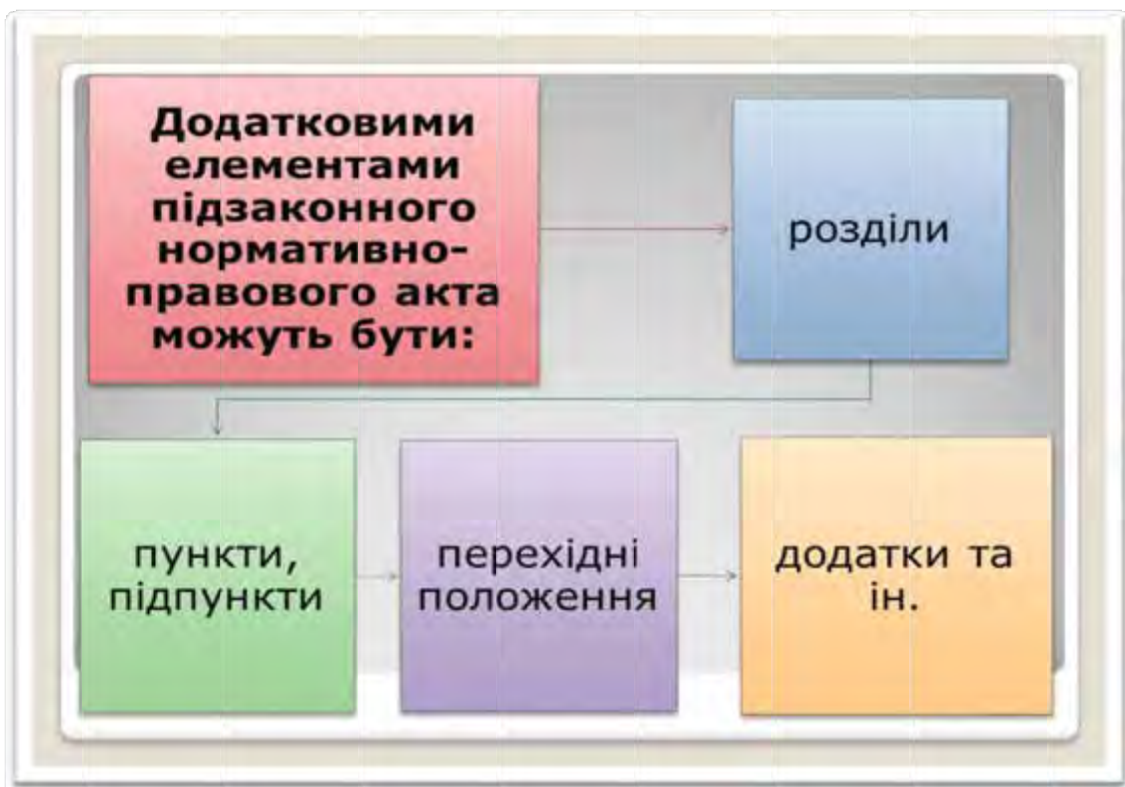 Додатковими
елементами
підзаконного
нормативно-
правового акта
можуть бути:
розділи
пункти,
підпункти
перехідні
положення
додатки та
ін.